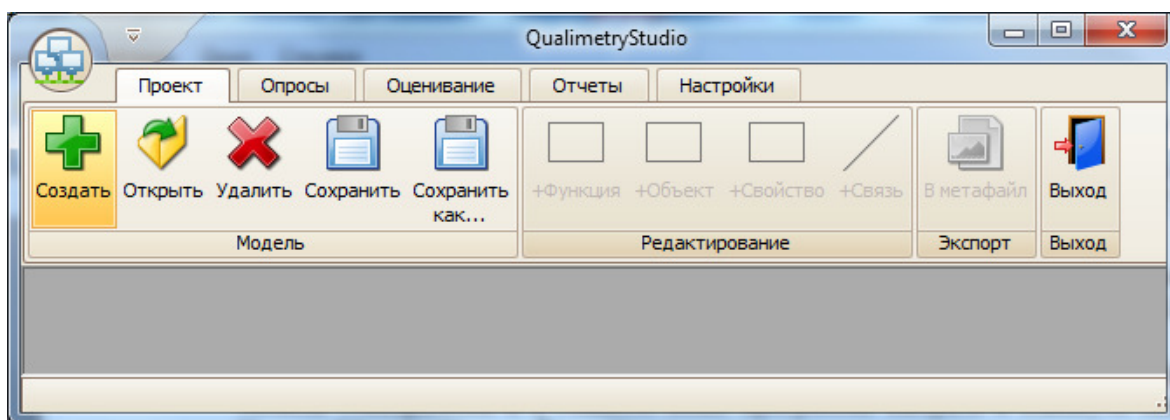 QualimetryStudio
Проект Опросы Оценивание Отчеты Настройки
Создать Открыть Удалить Сохранить Сохранить как... +Функция +Объект +Свойство +Связь В метафайл Выход
Модель Редактирование Экспорт Выход